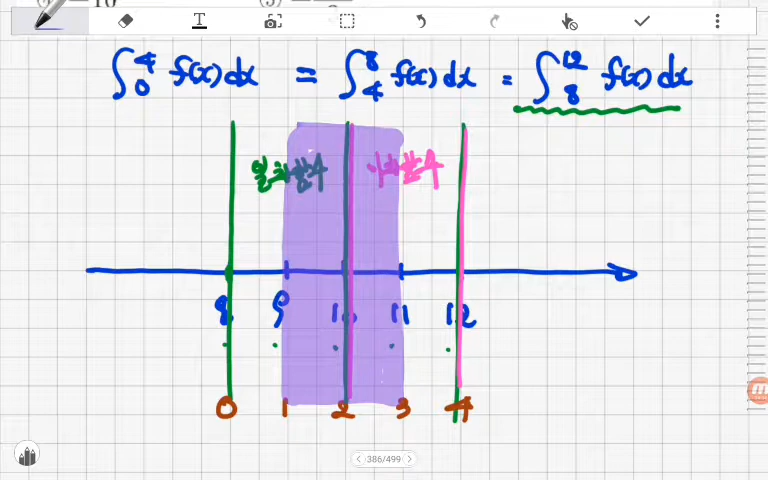 ∫₀⁴ f(x)dx = ∫₄⁸ f(x)dx = ∫₈¹² f(x)dx
일차함수 이차함수
8 9 10 11 12
0 1 2 3 4
386/499